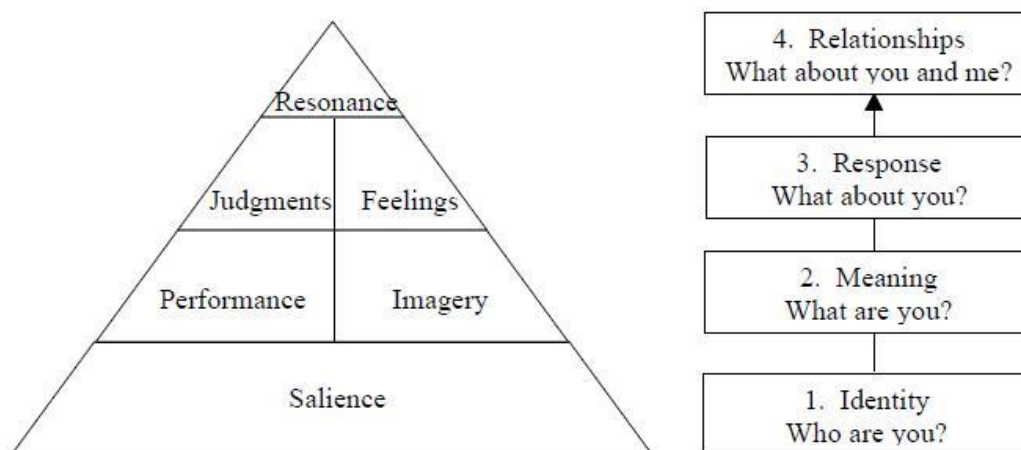 Resonance
Judgments Feelings
Performance Imagery
Salience
4. Relationships
What about you and me?
3. Response
What about you?
2. Meaning
What are you?
1. Identity
Who are you?